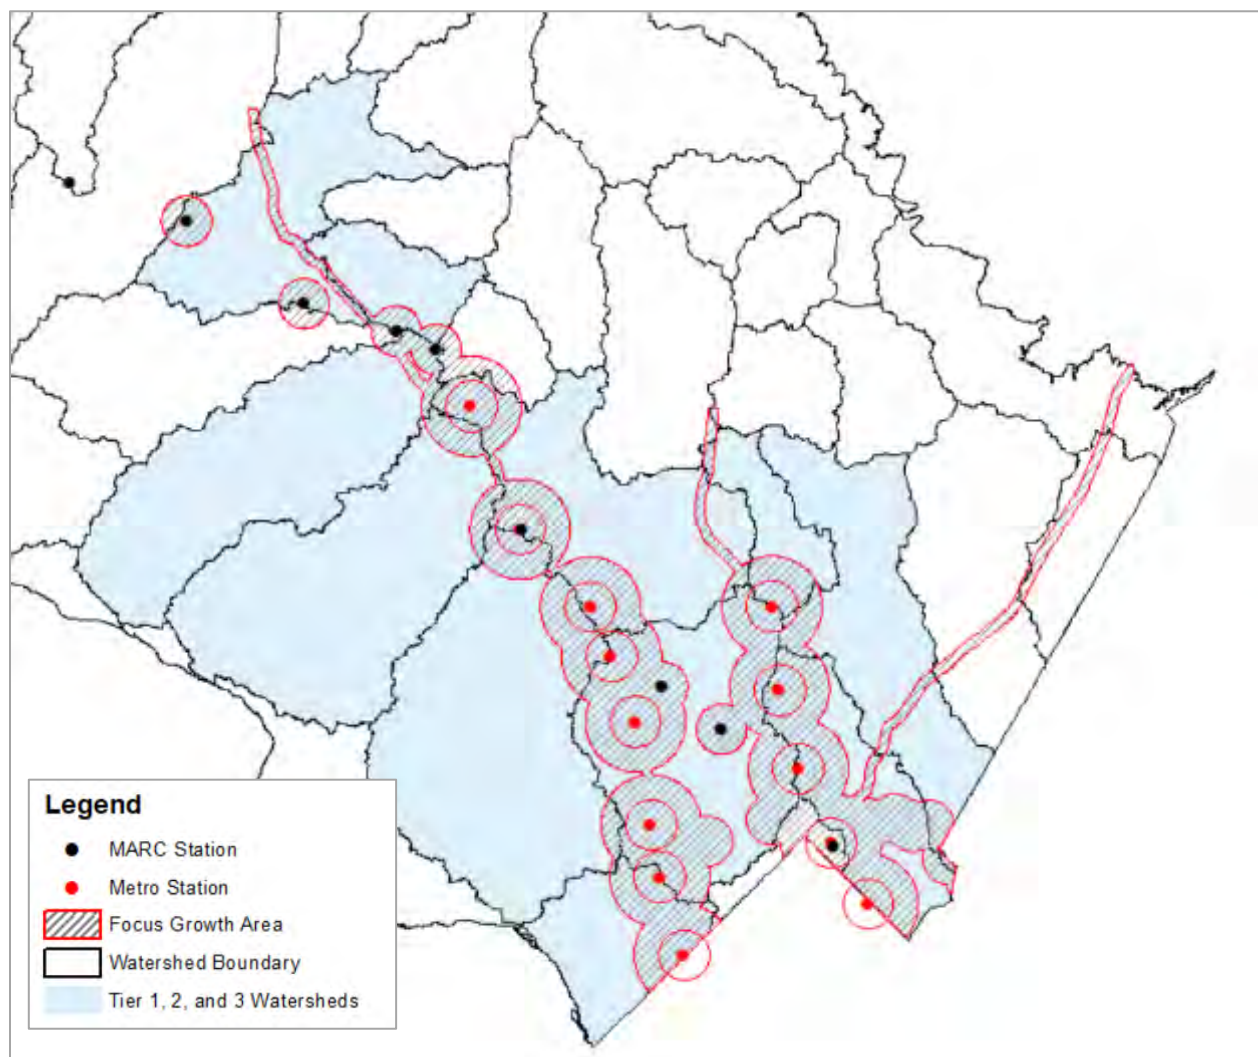 Legend
MARC Station
Metro Station
Focus Growth Area
Watershed Boundary
Tier 1, 2, and 3 Watersheds